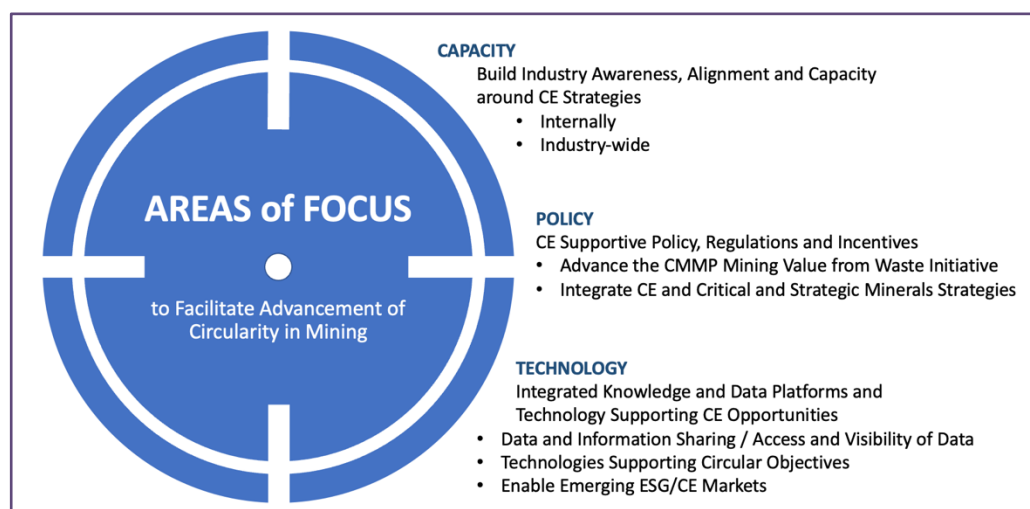 AREAS of FOCUS
to Facilitate Advancement of
Circularity in Mining
CAPACITY
Build Industry Awareness, Alignment and Capacity
around CE Strategies
• Internally
• Industry-wide
POLICY
CE Supportive Policy, Regulations and Incentives
• Advance the CMMP Mining Value from Waste Initiative
• Integrate CE and Critical and Strategic Minerals Strategies
TECHNOLOGY
Integrated Knowledge and Data Platforms and
Technology Supporting CE Opportunities
• Data and Information Sharing / Access and Visibility of Data
• Technologies Supporting Circular Objectives
• Enable Emerging ESG/CE Markets